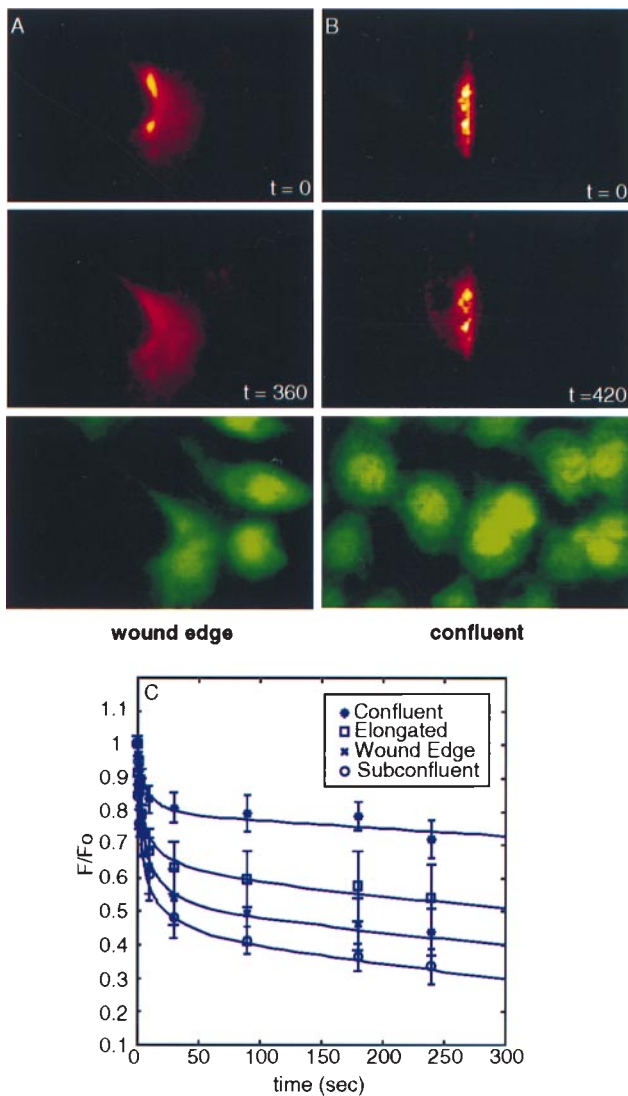 A
B
t = 0
t = 0
t = 360
t =420
wound edge
confluent
C
Confluent
Elongated
Wound Edge
Subconfluent
1.1
1
0.9
0.8
0.7
0.6
0.5
0.4
0.3
0.2
0.1
F/Fo
0 50 100 150 200 250 300
time (sec)